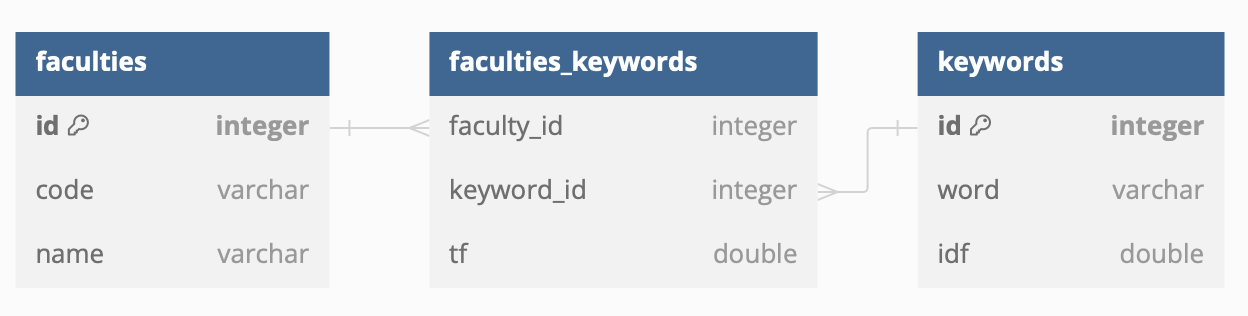 faculties
id integer
code varchar
name varchar
faculties_keywords
faculty_id integer
keyword_id integer
tf double
keywords
id integer
word varchar
idf double